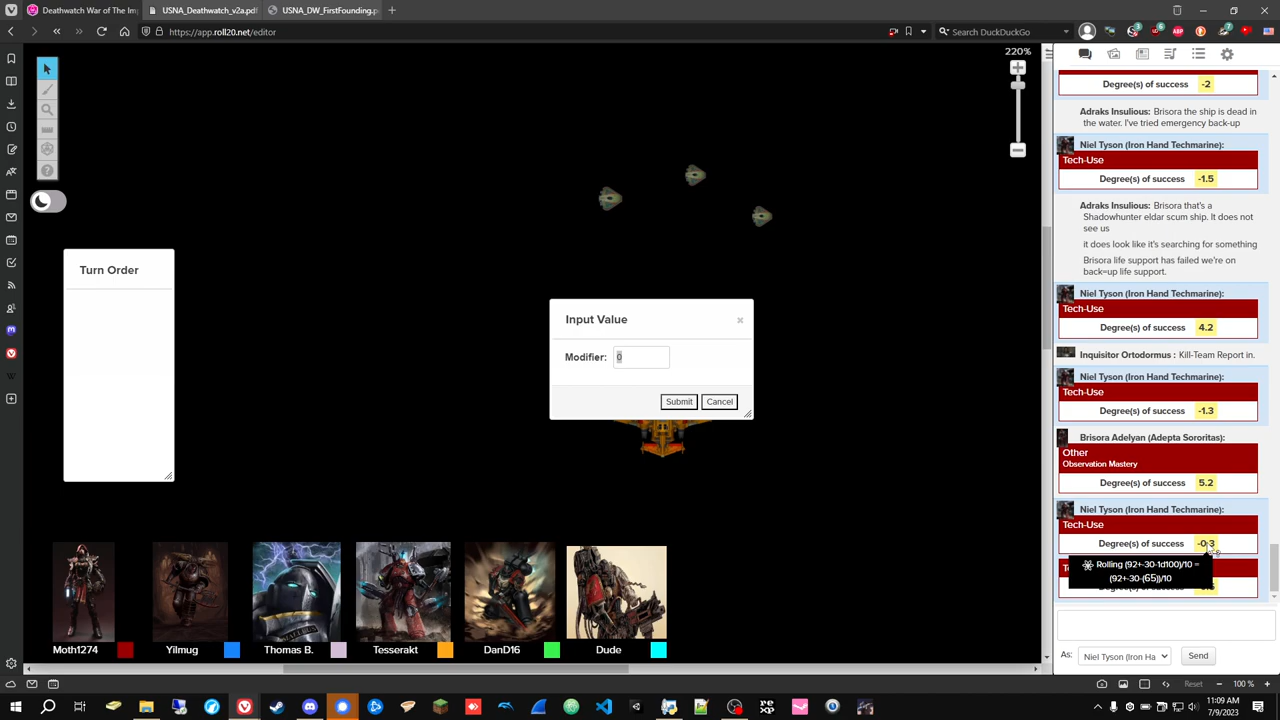 Deathwatch War of The Imp
USNA_Deathwatch_v2a.pdf
USNA_DW_FirstFounding.p
https://app.roll20.net/editor
Search DuckDuckGo
220%
Degree(s) of success -2
Adraks Insulious: Brisora the ship is dead in
the water. I've tried emergency back-up
Niel Tyson (Iron Hand Techmarine):
Tech-Use
Degree(s) of success -1.5
Adraks Insulious: Brisora that's a
Shadowhunter eldar scum ship. It does not
see us
it does look like it's searching for something
Brisora life support has failed we're on
back=up life support.
Niel Tyson (Iron Hand Techmarine):
Tech-Use
Degree(s) of success 4.2
Inquisitor Ortodormus : Kill-Team Report in.
Niel Tyson (Iron Hand Techmarine):
Tech-Use
Degree(s) of success -1.3
Brisora Adelyan (Adepta Sororitas):
Other
Observation Mastery
Degree(s) of success 5.2
Niel Tyson (Iron Hand Techmarine):
Tech-Use
Degree(s) of success -0.3
Rolling (92+-30-1d100)/10 =
(92+-30-(65))/10
Turn Order
Input Value
Modifier: 0
Submit Cancel
Moth1274
Yilmug
Thomas B.
Tesserakt
DanD16
Dude
As: Niel Tyson (Iron Ha
Send
Reset
100 %
11:09 AM
7/9/2023